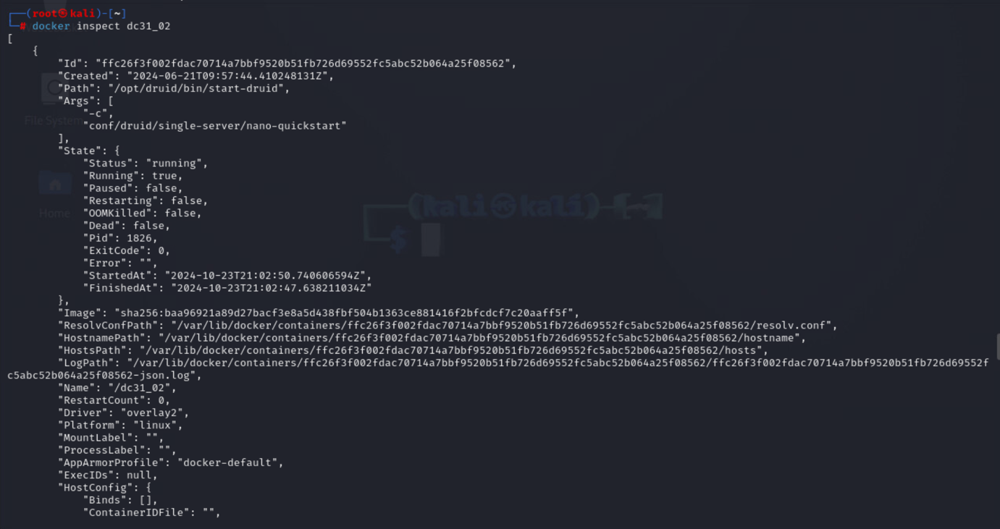 ┌──(root㉿kali)-[~]
└─# docker inspect dc31_02
[
    {
        "Id": "ffc26f3f002fdac70714a7bbf9520b51fb726d69552fc5abc52b064a25f08562",
        "Created": "2024-06-21T09:57:44.410248131Z",
        "Path": "/opt/druid/bin/start-druid",
        "Args": [
            "-c",
File System
            "conf/druid/single-server/nano-quickstart"
        ],
        "State": {
            "Status": "running",
            "Running": true,
            "Paused": false,
            "Restarting": false,
(kali㉿kali)-[~]
Home
            "OOMKilled": false,
            "Dead": false,
            "Pid": 1826,
$
            "ExitCode": 0,
            "Error": "",
            "StartedAt": "2024-10-23T21:02:50.740606594Z",
            "FinishedAt": "2024-10-23T21:02:47.638211034Z"
        },
        "Image": "sha256:baa96921a89d27bacf3e8a5d438fbf504b1363ce881416f2bfcdcf7c20aaff5f",
        "ResolvConfPath": "/var/lib/docker/containers/ffc26f3f002fdac70714a7bbf9520b51fb726d69552fc5abc52b064a25f08562/resolv.conf",
        "HostnamePath": "/var/lib/docker/containers/ffc26f3f002fdac70714a7bbf9520b51fb726d69552fc5abc52b064a25f08562/hostname",
        "HostsPath": "/var/lib/docker/containers/ffc26f3f002fdac70714a7bbf9520b51fb726d69552fc5abc52b064a25f08562/hosts",
        "LogPath": "/var/lib/docker/containers/ffc26f3f002fdac70714a7bbf9520b51fb726d69552fc5abc52b064a25f08562/ffc26f3f002fdac70714a7bbf9520b51fb726d69552f
c5abc52b064a25f08562-json.log",
        "Name": "/dc31_02",
        "RestartCount": 0,
        "Driver": "overlay2",
        "Platform": "linux",
        "MountLabel": "",
        "ProcessLabel": "",
        "AppArmorProfile": "docker-default",
        "ExecIDs": null,
        "HostConfig": {
            "Binds": [],
            "ContainerIDFile": "",